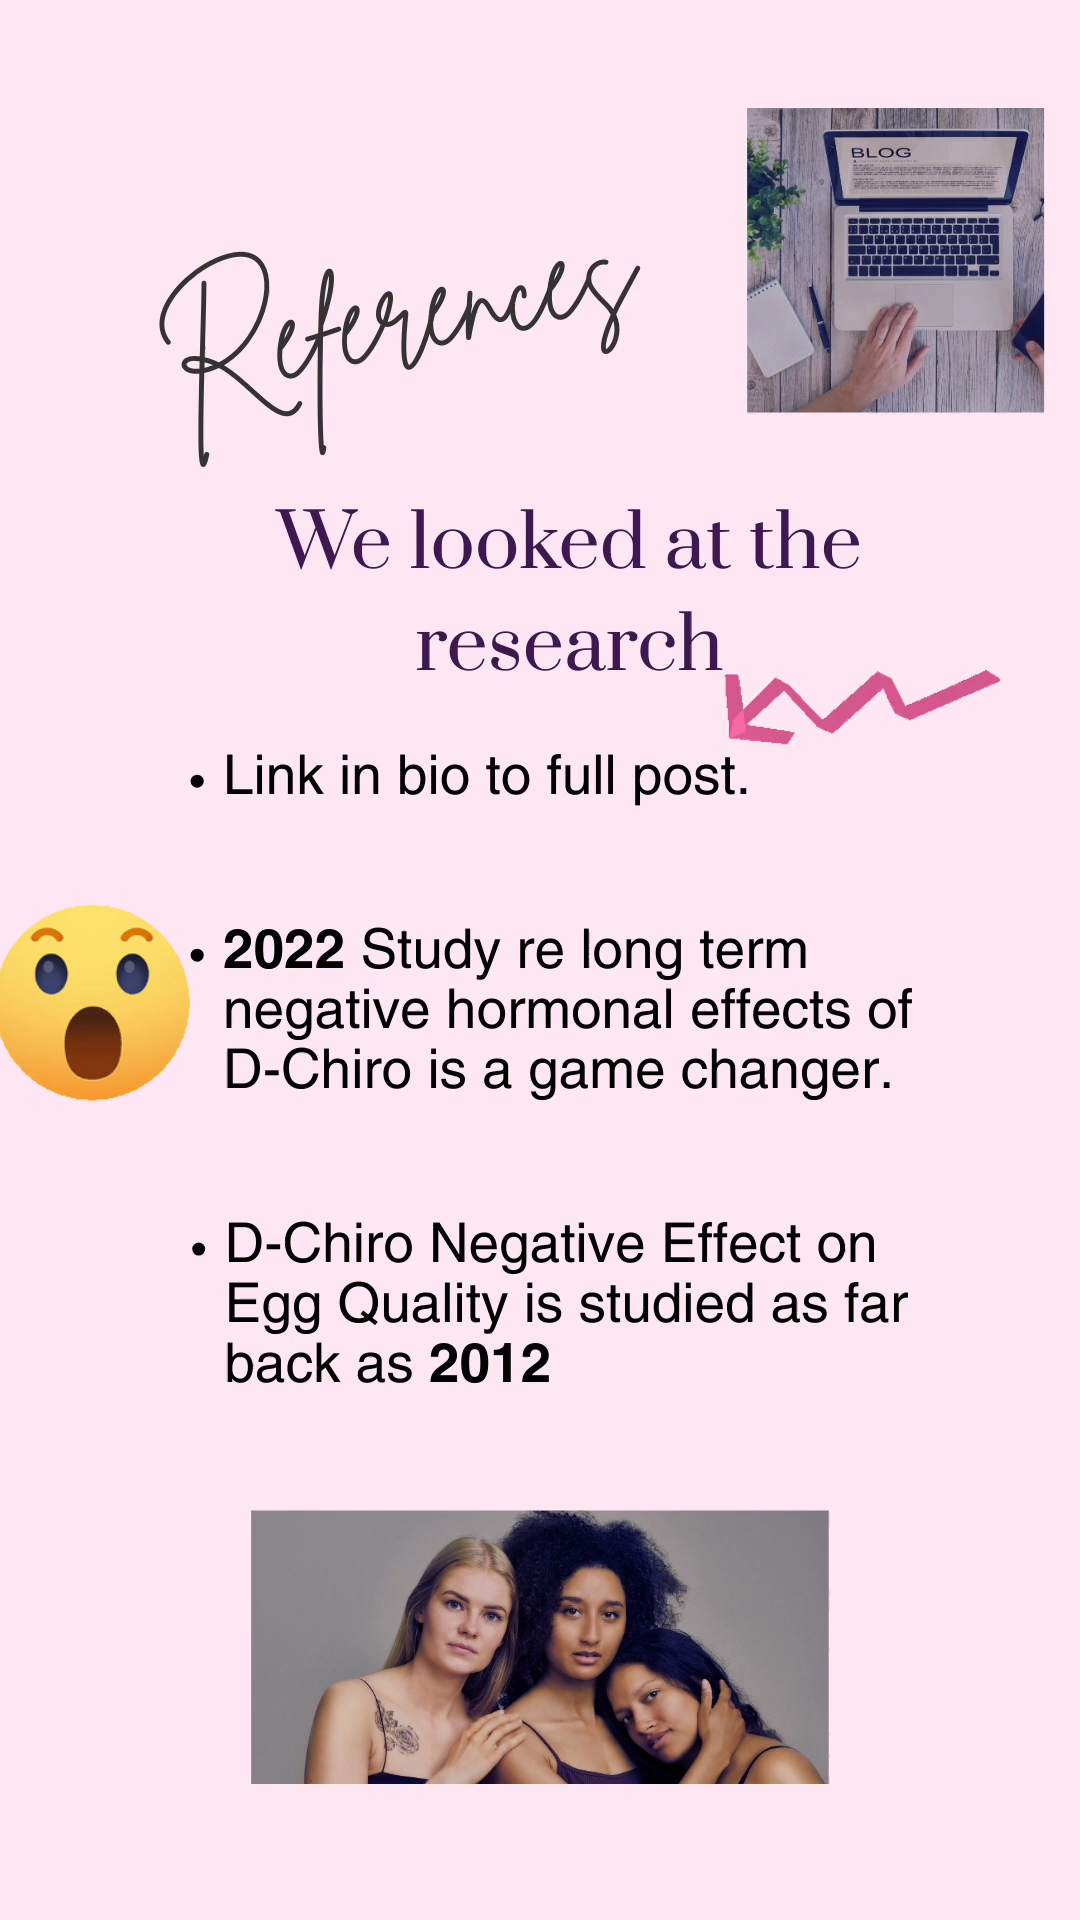 References
BLOG
We looked at the
research
• Link in bio to full post.
• 2022 Study re long term
negative hormonal effects of
D-Chiro is a game changer.
• D-Chiro Negative Effect on
Egg Quality is studied as far
back as 2012